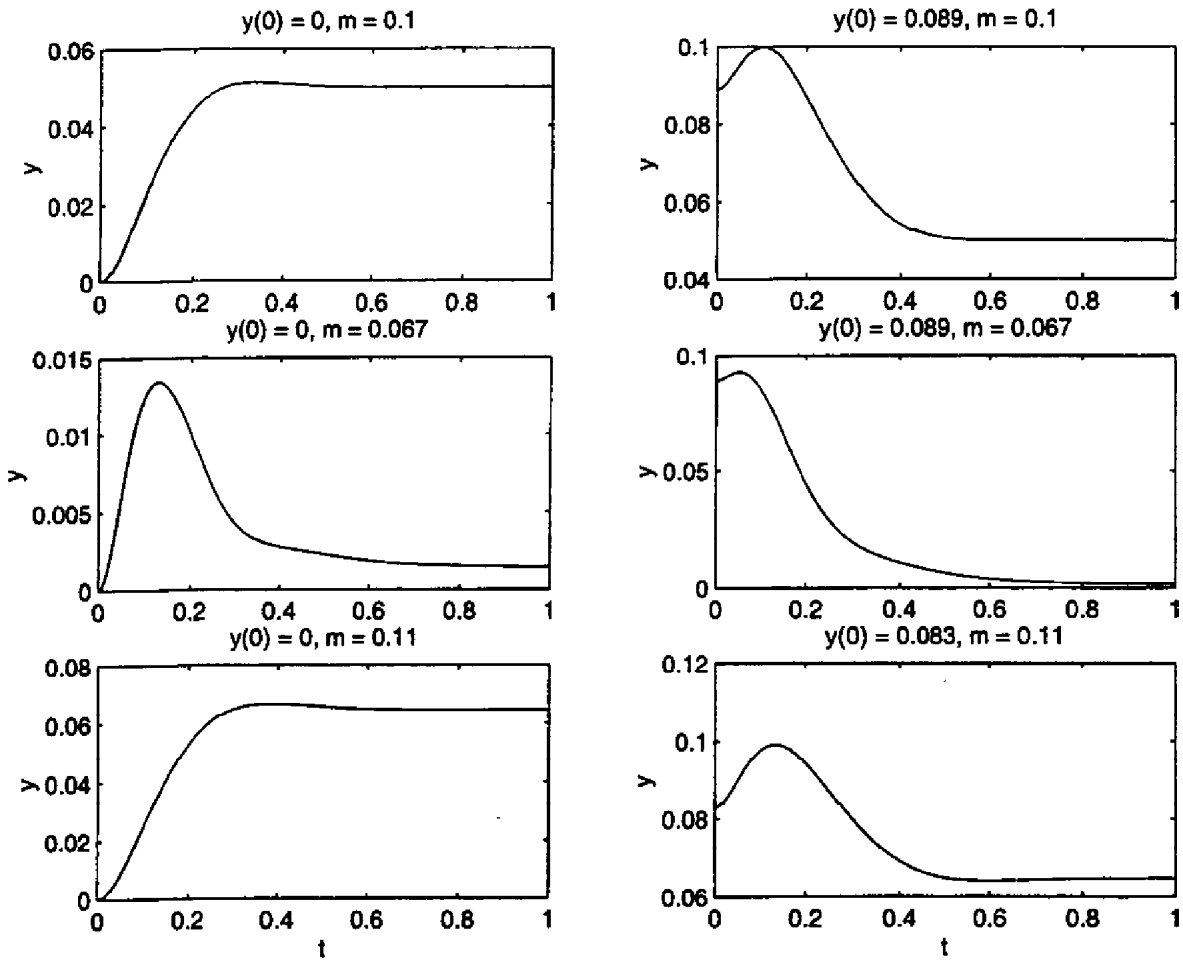 y(0) = 0, m = 0.1
0.06
0.04
0.02
0
y
0 0.2 0.4 0.6 0.8 1
y(0) = 0.089, m = 0.1
0.1
0.08
0.06
0.04
y
0 0.2 0.4 0.6 0.8 1
y(0) = 0, m = 0.067
0.015
0.01
0.005
0
y
0 0.2 0.4 0.6 0.8 1
y(0) = 0.089, m = 0.067
0.1
0.05
0
y
0 0.2 0.4 0.6 0.8 1
y(0) = 0, m = 0.11
0.08
0.06
0.04
0.02
0
y
0 0.2 0.4 0.6 0.8 1
t
y(0) = 0.083, m = 0.11
0.12
0.1
0.08
0.06
y
0 0.2 0.4 0.6 0.8 1
t